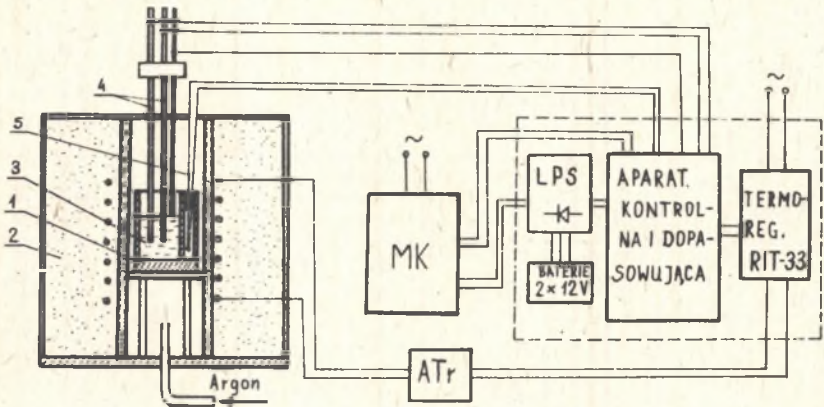 4
5
3
1
2
Argon
~
MK
LPS
BATERIE
2 × 12 V
APARAT.
KONTROL-
NA I DOPA-
SOWUJĄCA
~
TERMO-
REG.
RIT-33
ATr